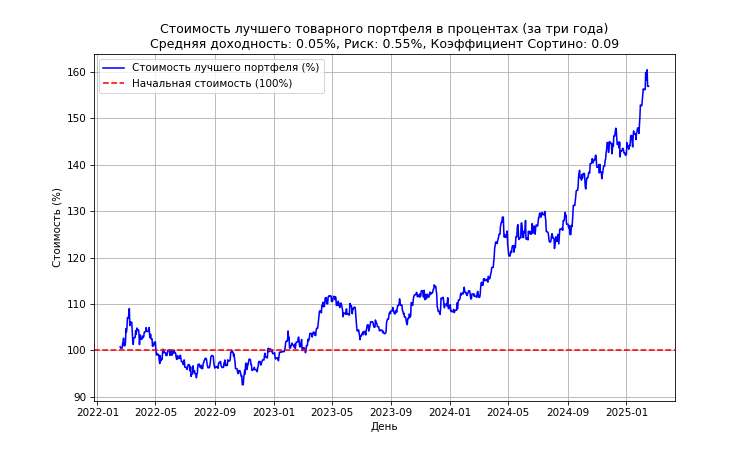 Стоимость лучшего товарного портфеля в процентах (за три года)
Средняя доходность: 0.05%, Риск: 0.55%, Коэффициент Сортино: 0.09
Стоимость лучшего портфеля (%)
Начальная стоимость (100%)
Стоимость (%)
160
150
140
130
120
110
100
90
2022-01 2022-05 2022-09 2023-01 2023-05 2023-09 2024-01 2024-05 2024-09 2025-01
День